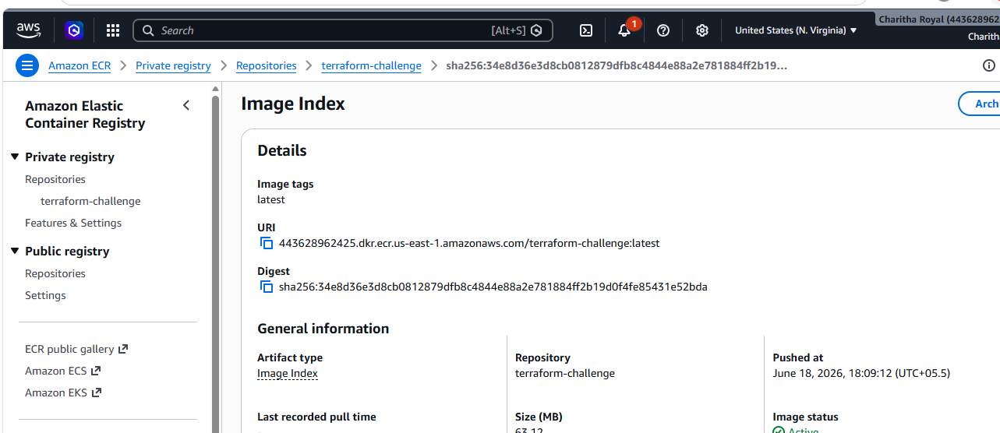 aws
Search
[Alt+S]
1
United States (N. Virginia)
Charitha Royal (443628962
Charith
Amazon ECR
Private registry
Repositories
terraform-challenge
sha256:34e8d36e3d8cb0812879dfb8c4844e88a2e781884ff2b19...
Amazon Elastic
Container Registry
Private registry
Repositories
terraform-challenge
Features & Settings
Public registry
Repositories
Settings
ECR public gallery
Amazon ECS
Amazon EKS
Image Index
Arch
Details
Image tags
latest
URI
443628962425.dkr.ecr.us-east-1.amazonaws.com/terraform-challenge:latest
Digest
sha256:34e8d36e3d8cb0812879dfb8c4844e88a2e781884ff2b19d0f4fe85431e52bda
General information
Artifact type
Image Index
Repository
terraform-challenge
Pushed at
June 18, 2026, 18:09:12 (UTC+05.5)
Last recorded pull time
-
Size (MB)
63.12
Image status
Active